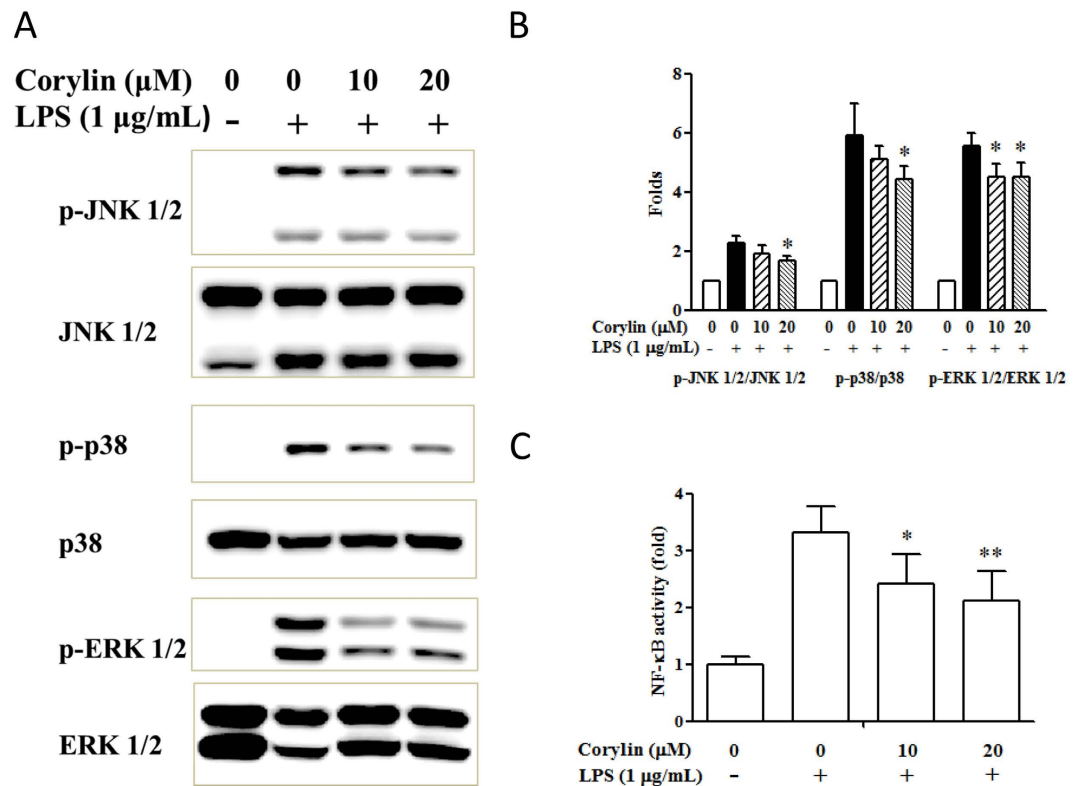 A
Corylin (μM) 0 0 10 20
LPS (1 μg/mL) - + + +
p-JNK 1/2
JNK 1/2
p-p38
p38
p-ERK 1/2
ERK 1/2
B
Folds
8
6
4
2
0
* * * *
Corylin (μM) 0 0 10 20 0 0 10 20 0 0 10 20
LPS (1 μg/mL) - + + + - + + + - + + +
p-JNK 1/2/JNK 1/2 p-p38/p38 p-ERK 1/2/ERK 1/2
C
NF-κB activity (fold)
4
3
2
1
0
* **
Corylin (μM) 0 0 10 20
LPS (1 μg/mL) - + + +